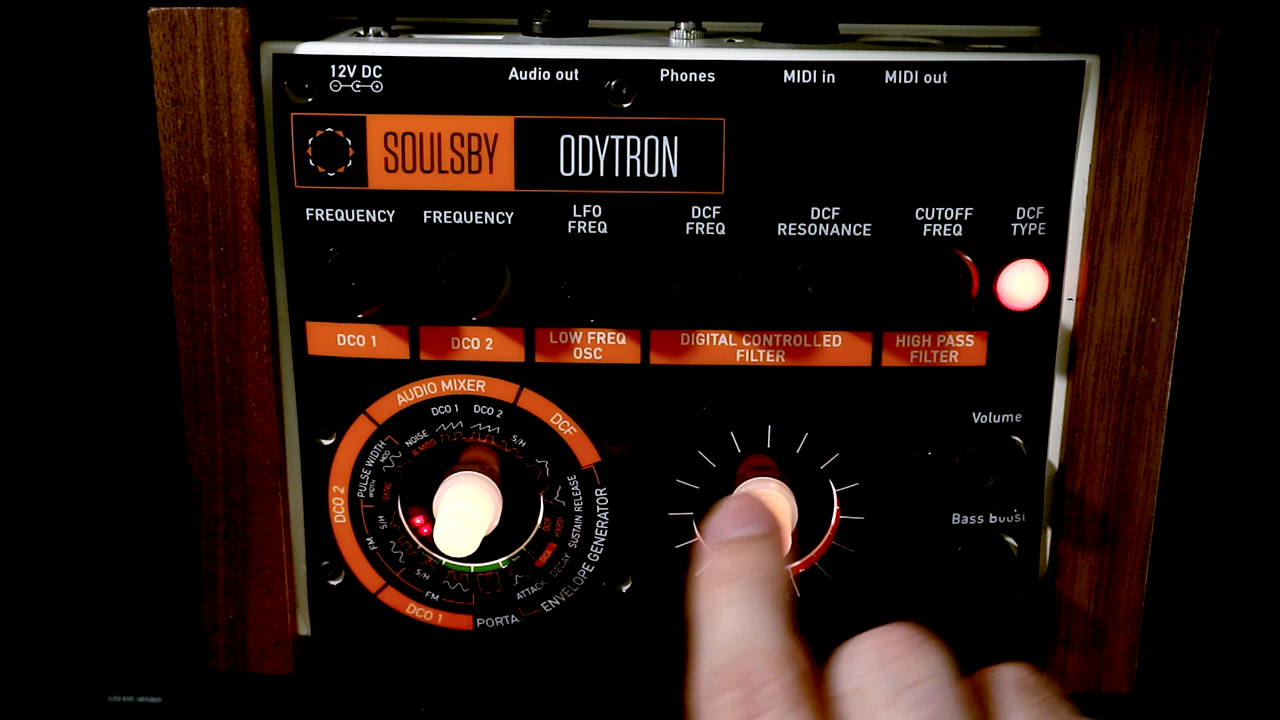 12V DC
Audio out
Phones
MIDI in
MIDI out
SOULSBY
ODYTRON
FREQUENCY
FREQUENCY
LFO
FREQ
DCF
FREQ
DCF
RESONANCE
CUTOFF
FREQ
DCF
TYPE
DCO 1
DCO 2
LOW FREQ
OSC
DIGITAL CONTROLLED
FILTER
HIGH PASS
FILTER
AUDIO MIXER
DCF
DCO 2
DCO 1
PORTA
ENVELOPE GENERATOR
NOISE
DCO 1
DCO 2
S/H
PULSE WIDTH
WIDTH
MOD
SYNC
S/H
FM
S/H
FM
ATTACK
DECAY
SUSTAIN
RELEASE
Volume
Bass boost